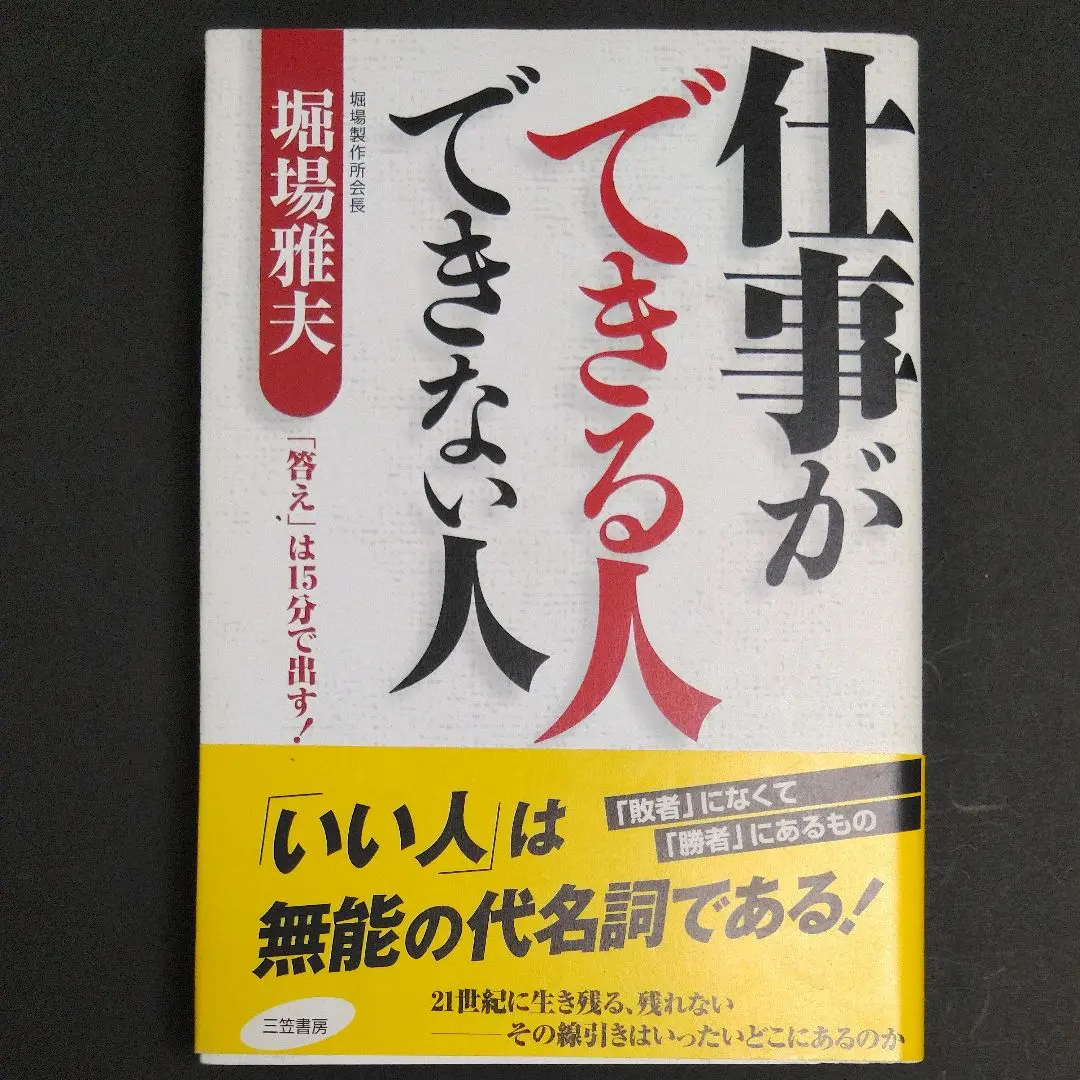 仕事が
できる人
できない人
堀場製作所会長
堀場雅夫
「答え」は15分で出す!
「敗者」になくて
「勝者」にあるもの
「いい人」は
無能の代名詞である!
21世紀に生き残る、残れない
――その線引きはいったいどこにあるのか
三笠書房